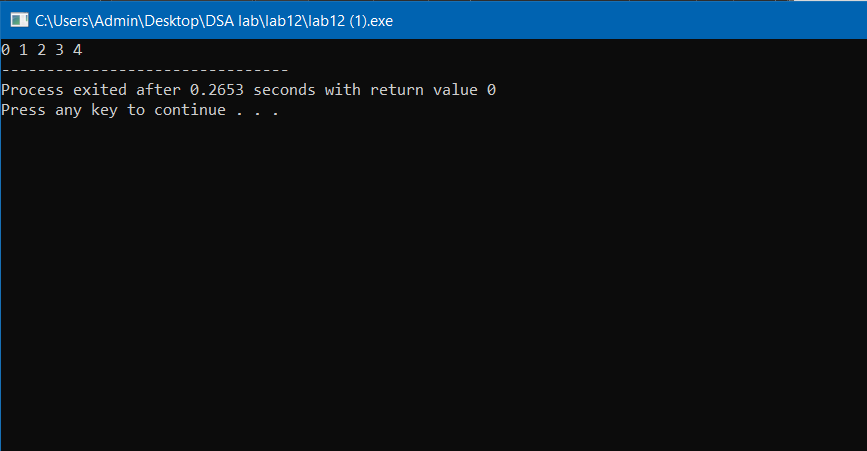 C:\Users\Admin\Desktop\DSA lab\lab12\lab12 (1).exe
0 1 2 3 4
--------------------------------
Process exited after 0.2653 seconds with return value 0
Press any key to continue . . .